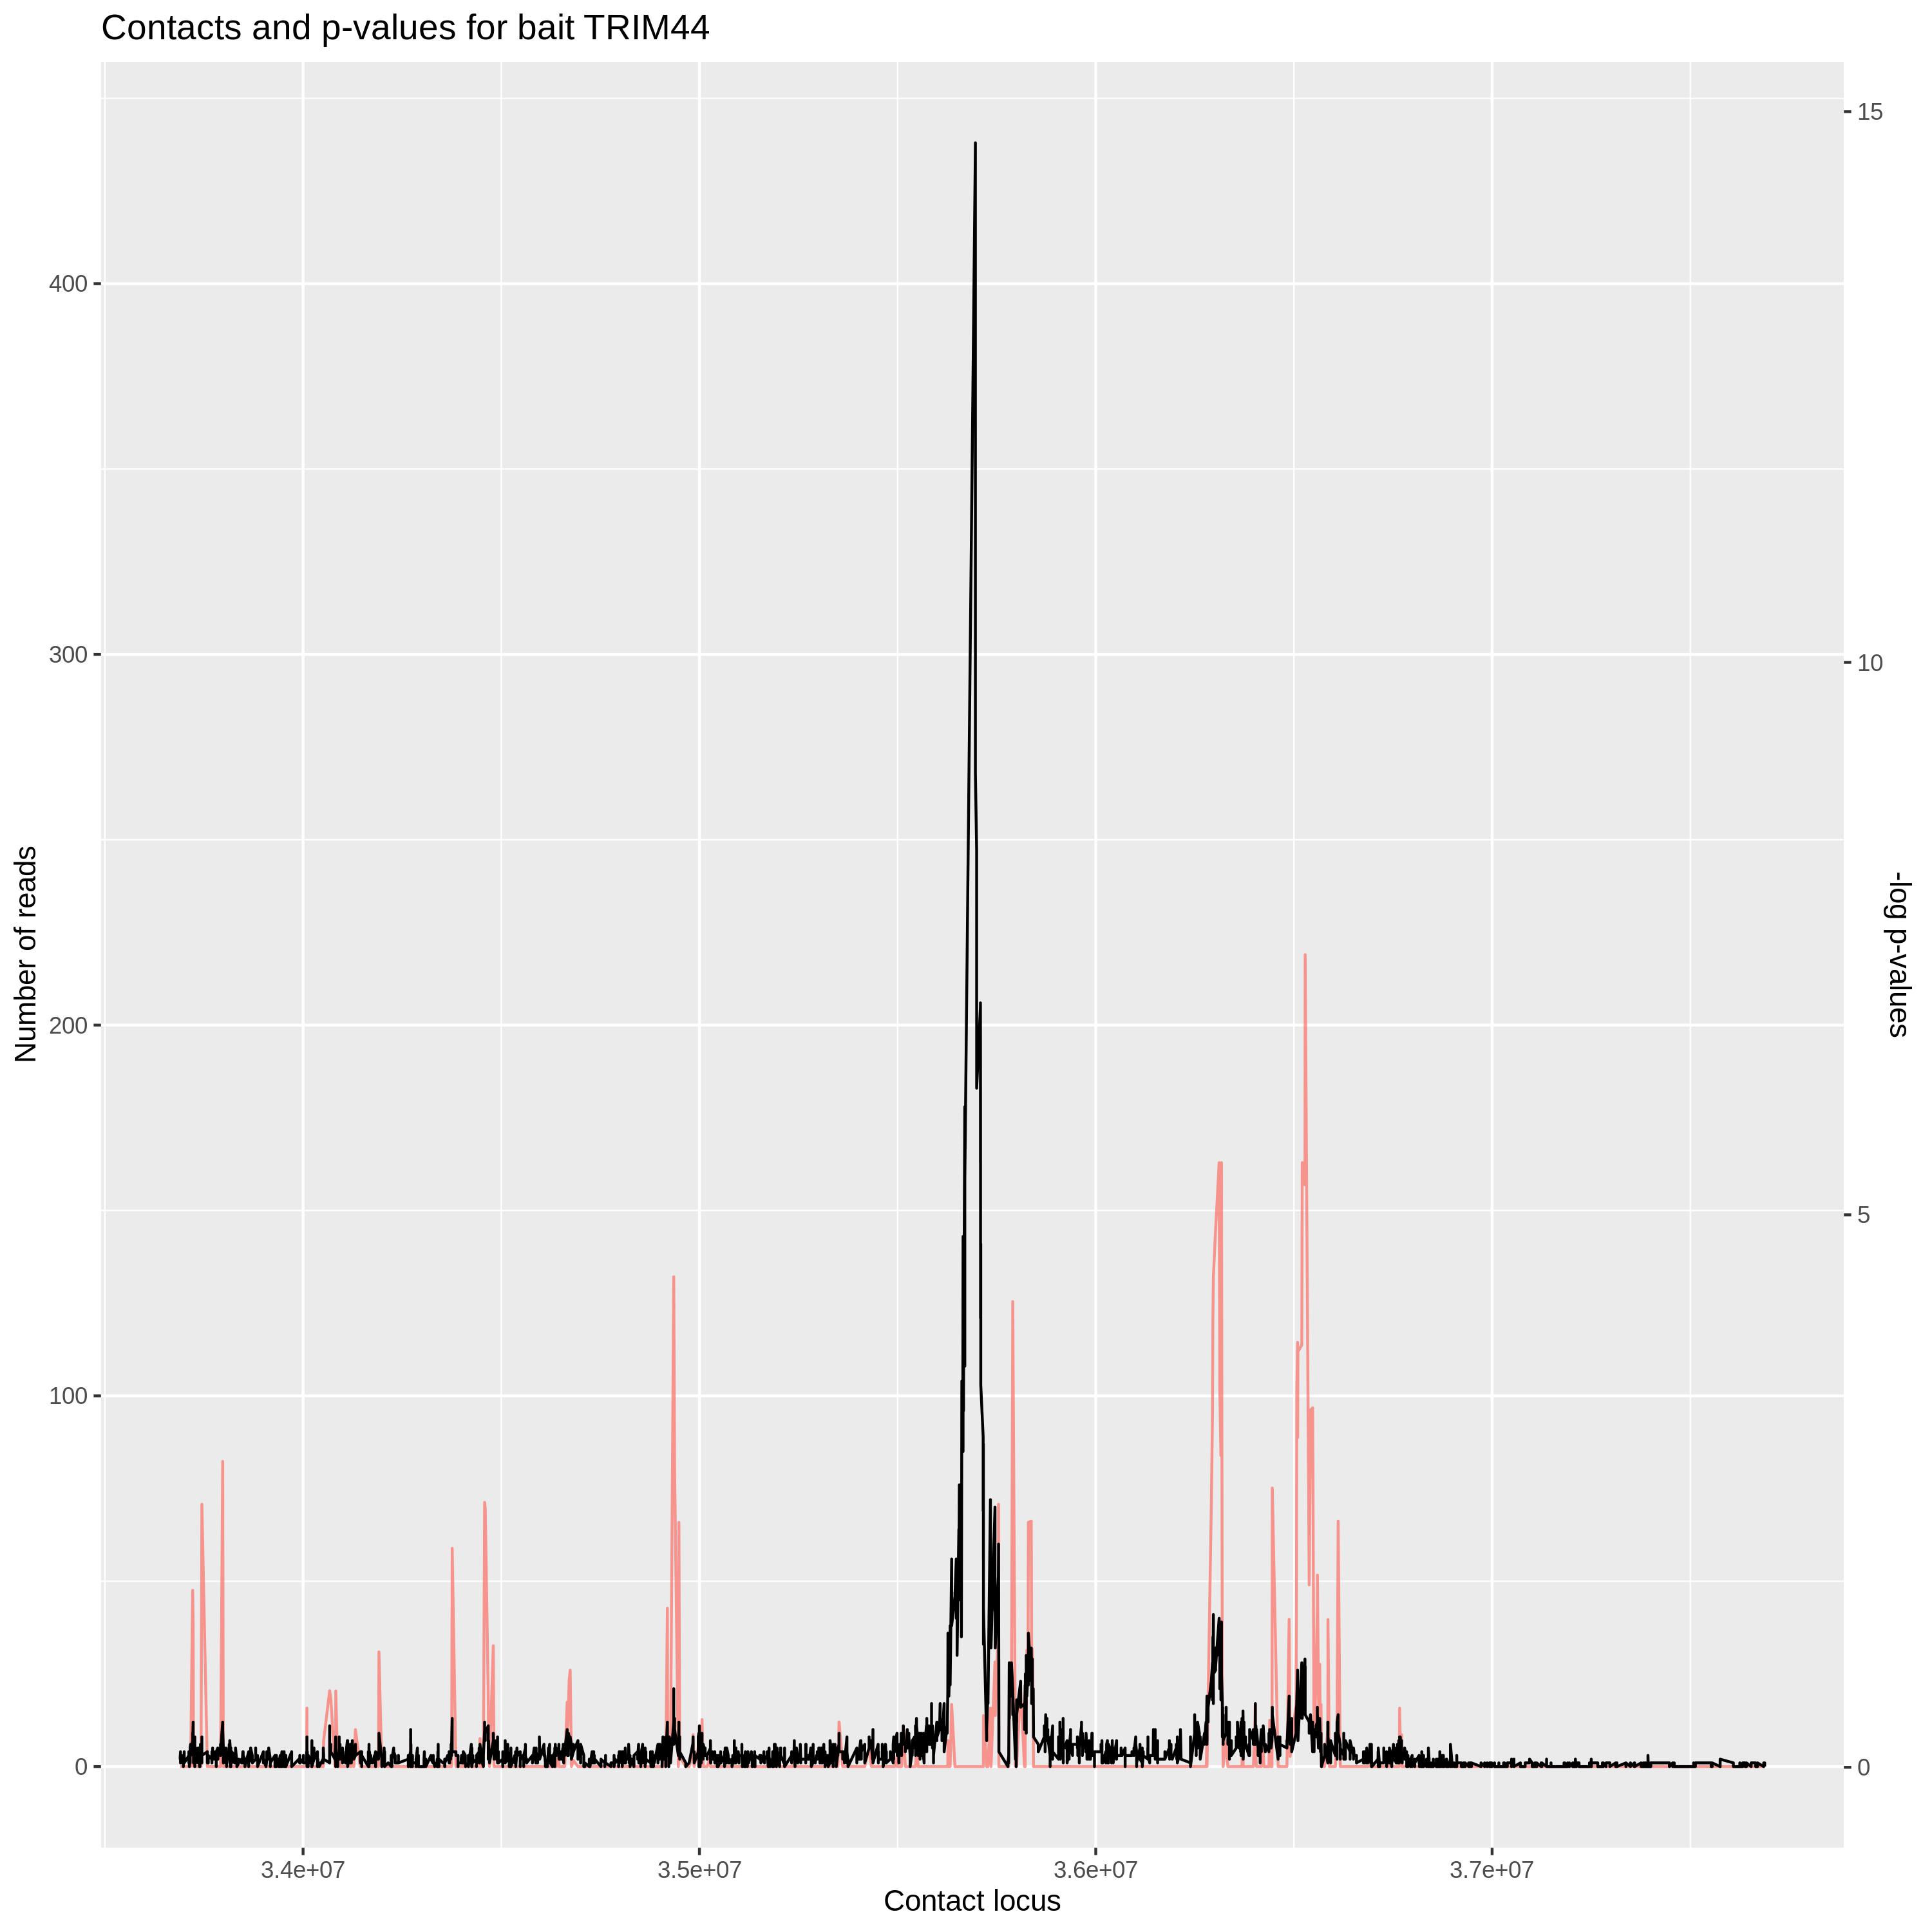 Contacts and p-values for bait TRIM44
400
300
200
100
0
15
10
5
0
Number of reads
-log p-values
3.4e+07 3.5e+07 3.6e+07 3.7e+07
Contact locus